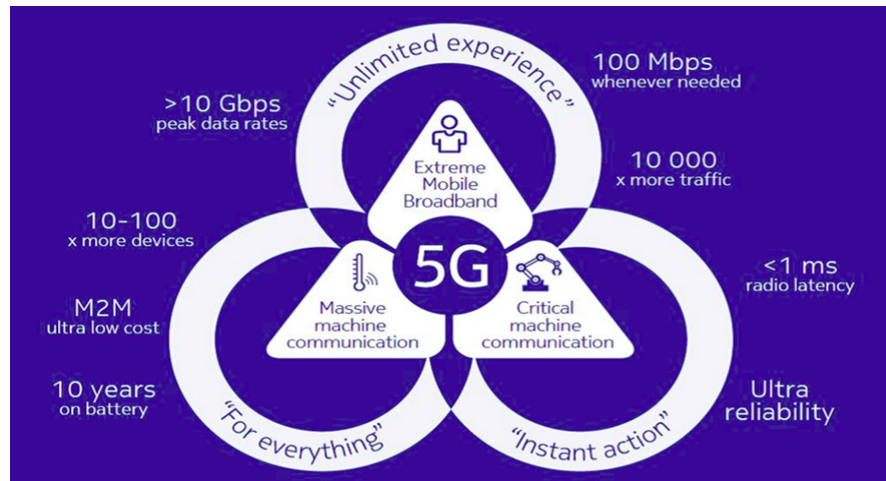 “Unlimited experience”
>10 Gbps
peak data rates
100 Mbps
whenever needed
10 000
x more traffic
Extreme
Mobile
Broadband
5G
10-100
x more devices
M2M
ultra low cost
10 years
on battery
Massive
machine
communication
“For everything”
Critical
machine
communication
“Instant action”
<1 ms
radio latency
Ultra
reliability